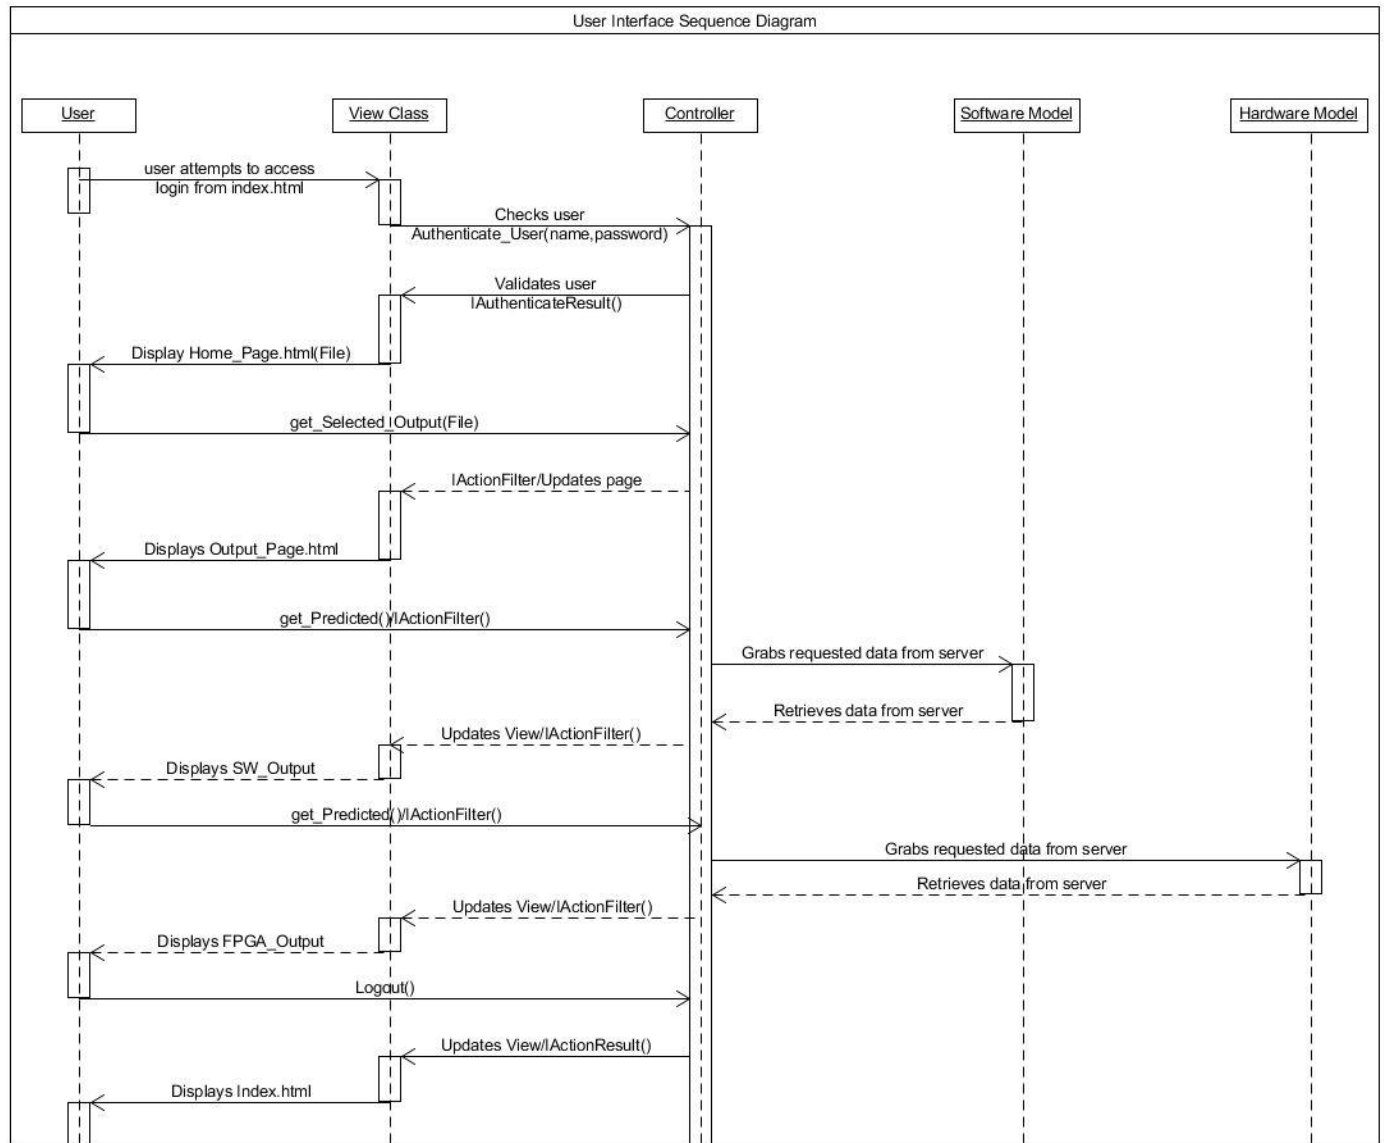 User Interface Sequence Diagram
User
View Class
Controller
Software Model
Hardware Model
user attempts to access
login from index.html
Checks user
Authenticate_User(name,password)
Validates user
IAuthenticateResult()
Display Home_Page.html(File)
get_Selected_Output(File)
IActionFilter/Updates page
Displays Output_Page.html
get_Predicted()/IActionFilter()
Grabs requested data from server
Retrieves data from server
Updates View/IActionFilter()
Displays SW_Output
get_Predicted()/IActionFilter()
Grabs requested data from server
Retrieves data from server
Updates View/IActionFilter()
Displays FPGA_Output
Logout()
Updates View/IActionResult()
Displays Index.html